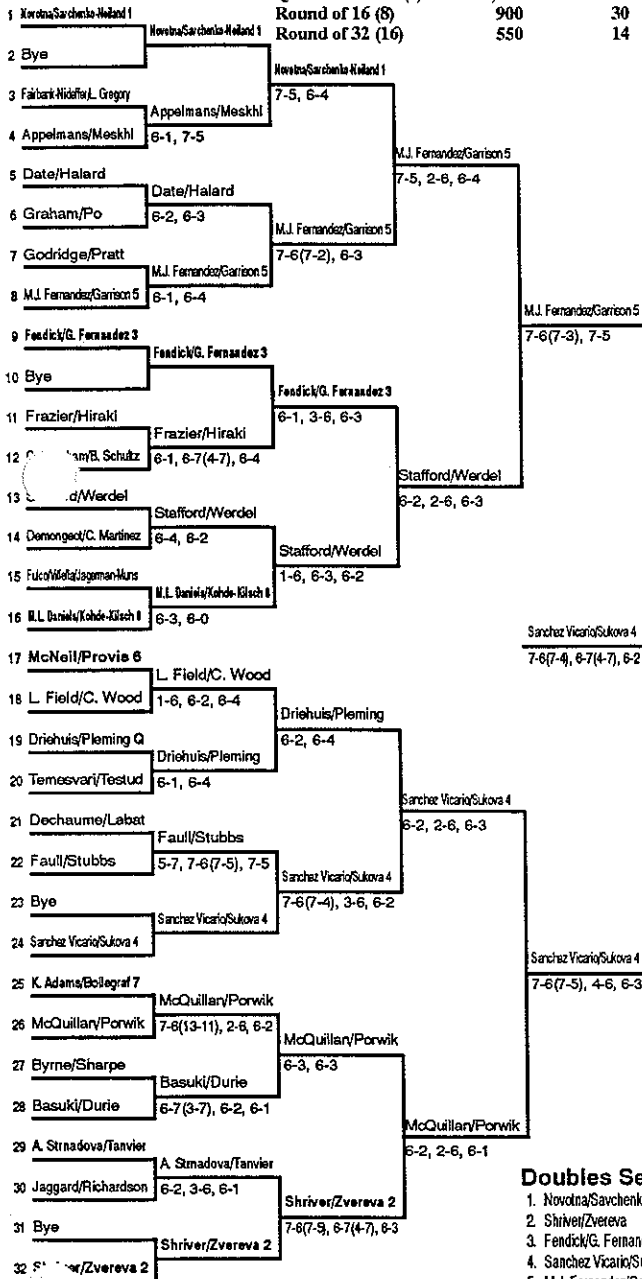 Round of 16 (8) 900 30
Round of 32 (16) 550 14
1 Novotna/Savchenko-Neiland 1
2 Bye
Novotna/Savchenko-Neiland 1
3 Fairbank-Nideffer/L. Gregory
4 Appelmans/Meskhi
Appelmans/Meskhi
6-1, 7-5
Novotna/Savchenko-Neiland 1
7-5, 6-4
5 Date/Halard
6 Graham/Po
Date/Halard
6-2, 6-3
7 Godridge/Pratt
8 M.J. Fernandez/Garrison 5
M.J. Fernandez/Garrison 5
6-1, 6-4
M.J. Fernandez/Garrison 5
7-6(7-2), 6-3
M.J. Fernandez/Garrison 5
7-5, 2-6, 6-4
9 Fendick/G. Fernandez 3
10 Bye
Fendick/G. Fernandez 3
11 Frazier/Hiraki
12 B. Schultz
Frazier/Hiraki
6-1, 6-7(4-7), 6-4
Fendick/G. Fernandez 3
6-1, 3-6, 6-3
13 d/Werdel
14 Demongeot/C. Martinez
Stafford/Werdel
6-4, 6-2
15
16 M.L. Daniels/Kohde-Kilsch 8
M.L. Daniels/Kohde-Kilsch 8
6-3, 6-0
Stafford/Werdel
1-6, 6-3, 6-2
Stafford/Werdel
6-2, 2-6, 6-3
M.J. Fernandez/Garrison 5
7-6(7-3), 7-5
Sanchez Vicario/Sukova 4
7-6(7-4), 6-7(4-7), 6-2
17 McNeil/Provis 6
18 L. Field/C. Wood
L. Field/C. Wood
1-6, 6-2, 6-4
19 Driehuis/Pleming Q
20 Temesvari/Testud
Driehuis/Pleming
6-1, 6-4
Driehuis/Pleming
6-2, 6-4
21 Dechaume/Labat
22 Faull/Stubbs
Faull/Stubbs
5-7, 7-6(7-5), 7-5
23 Bye
24 Sanchez Vicario/Sukova 4
Sanchez Vicario/Sukova 4
Sanchez Vicario/Sukova 4
7-6(7-4), 3-6, 6-2
Sanchez Vicario/Sukova 4
6-2, 2-6, 6-3
25 K. Adams/Bollegraf 7
26 McQuillan/Porwik
McQuillan/Porwik
7-6(13-11), 2-6, 6-2
27 Byrne/Sharpe
28 Basuki/Durie
Basuki/Durie
6-7(3-7), 6-2, 6-1
McQuillan/Porwik
6-3, 6-3
29 A. Strnadova/Tanvier
30 Jaggard/Richardson
A. Strnadova/Tanvier
6-2, 3-6, 6-1
31 Bye
32 er/Zvereva 2
Shriver/Zvereva 2
Shriver/Zvereva 2
7-6(7-5), 6-7(4-7), 6-3
McQuillan/Porwik
6-2, 2-6, 6-1
Sanchez Vicario/Sukova 4
7-6(7-5), 4-6, 6-3
Doubles Se
1. Novotna/Savchenk
2. Shriver/Zvereva
3. Fendick/G. Fernan
4. Sanchez Vicario/Su